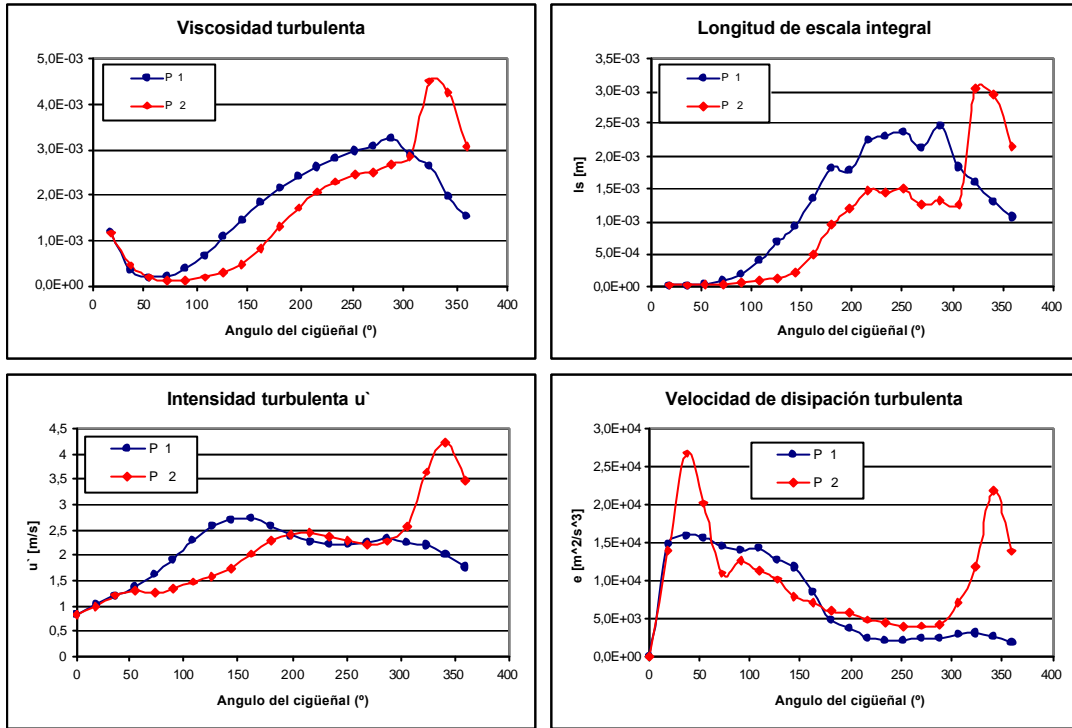 Viscosidad turbulenta
5,0E-03
4,0E-03
3,0E-03
2,0E-03
1,0E-03
0,0E+00
P 1
P 2
0 50 100 150 200 250 300 350 400
Angulo del cigüeñal (º)
Longitud de escala integral
3,5E-03
3,0E-03
2,5E-03
2,0E-03
1,5E-03
1,0E-03
5,0E-04
0,0E+00
ls [m]
P 1
P 2
0 50 100 150 200 250 300 350 400
Angulo del cigüeñal (º)
Intensidad turbulenta u`
4,5
4
3,5
3
2,5
2
1,5
1
0,5
0
u` [m/s]
P 1
P 2
0 50 100 150 200 250 300 350 400
Angulo del cigüeñal (º)
Velocidad de disipación turbulenta
3,0E+04
2,5E+04
2,0E+04
1,5E+04
1,0E+04
5,0E+03
0,0E+00
e [m^2/s^3]
P 1
P 2
0 50 100 150 200 250 300 350 400
Angulo del cigüeñal (º)